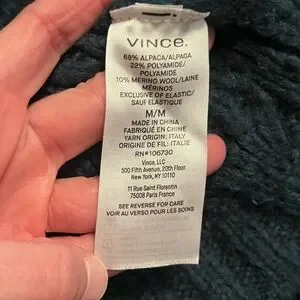 VINCE.
68% ALPACA/ALPAGA
22% POLYAMIDE/
POLYAMIDE
10% MERINO WOOL/LAINE
MÉRINOS
EXCLUSIVE OF ELASTIC/
SAUF ÉLASTIQUE
M/M
MADE IN CHINA
FABRIQUÉ EN CHINE
YARN ORIGIN: ITALY
ORIGINE DE FIL: ITALIE
RN#106730
Vince, LLC
500 Fifth Avenue, 20th Floor
New York, NY 10110
11 Rue Saint Florentin
75008 Paris France
SEE REVERSE FOR CARE
VOIR AU VERSO POUR LES SOINS